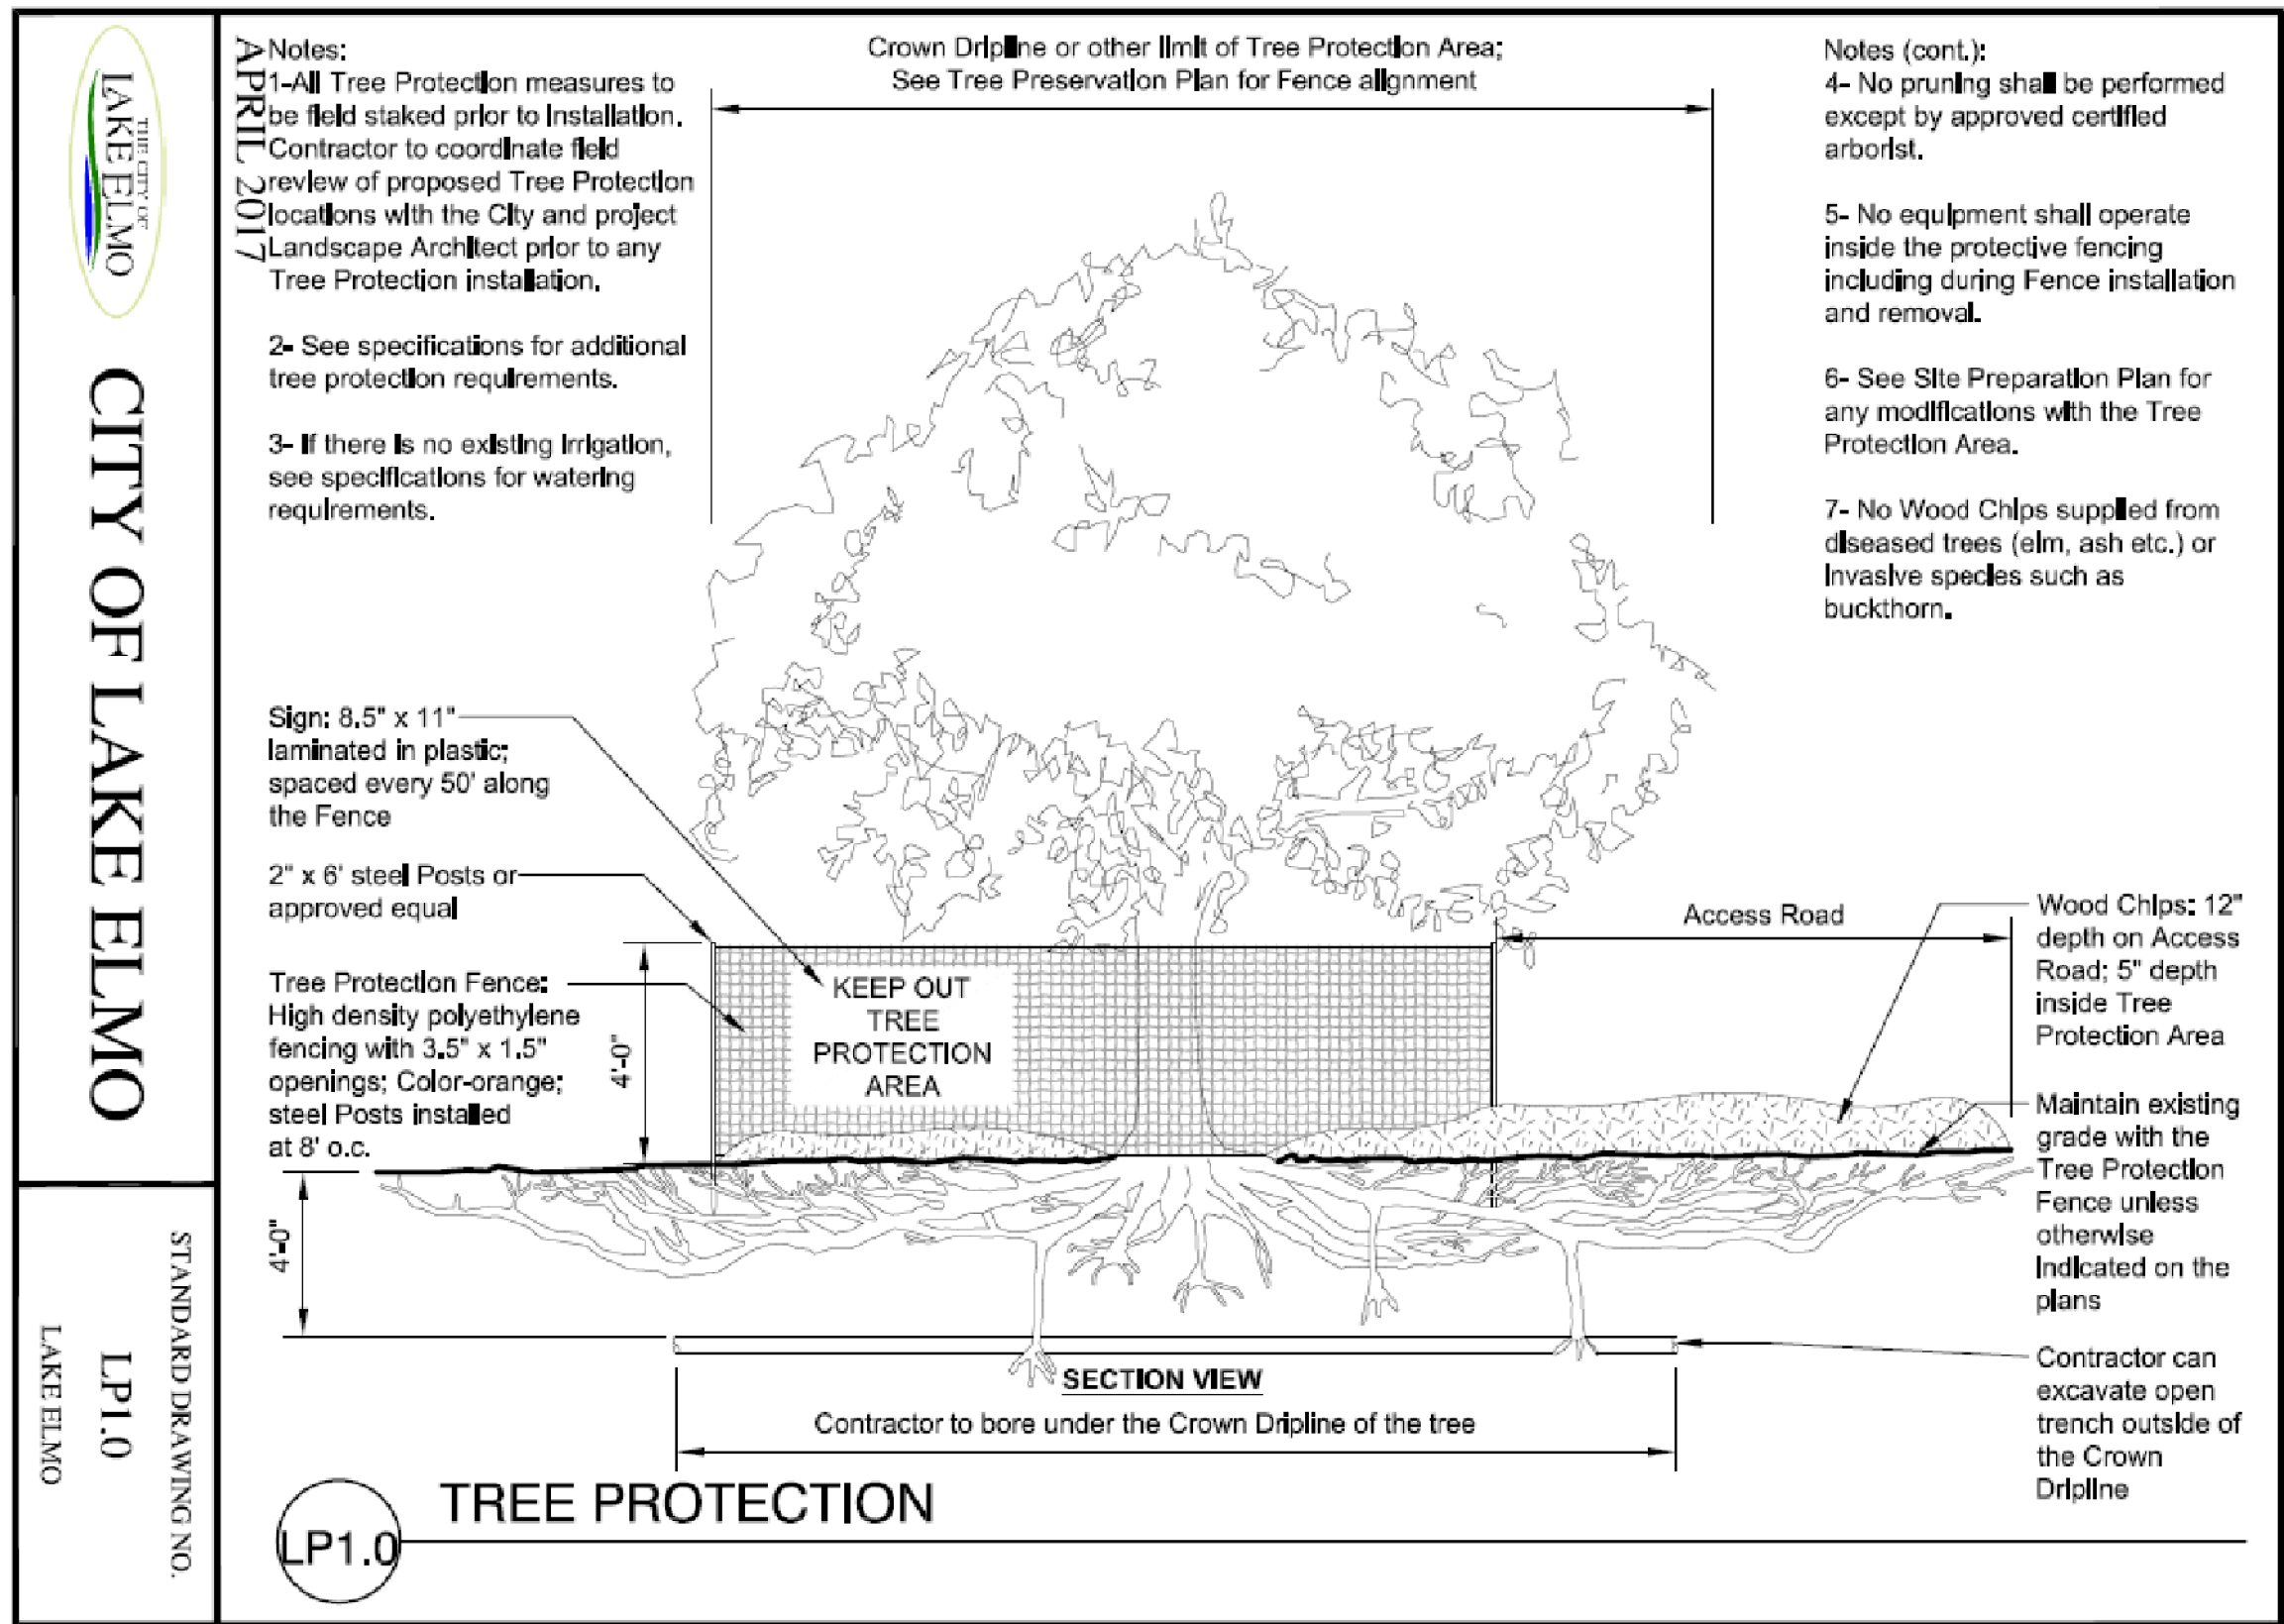 THE CITY OF
LAKE ELMO
CITY OF LAKE ELMO
STANDARD DRAWING NO.
LP1.0
LAKE ELMO
APRIL 2017
Notes:
1-All Tree Protection measures to
be field staked prior to installation.
Contractor to coordinate field
review of proposed Tree Protection
locations with the City and project
Landscape Architect prior to any
Tree Protection installation.
2- See specifications for additional
tree protection requirements.
3- If there is no existing irrigation,
see specifications for watering
requirements.
Crown Dripline or other limit of Tree Protection Area;
See Tree Preservation Plan for Fence alignment
Notes (cont.):
4- No pruning shall be performed
except by approved certified
arborist.
5- No equipment shall operate
inside the protective fencing
including during Fence installation
and removal.
6- See Site Preparation Plan for
any modifications with the Tree
Protection Area.
7- No Wood Chips supplied from
diseased trees (elm, ash etc.) or
invasive species such as
buckthorn.
Sign: 8.5" x 11"
laminated in plastic;
spaced every 50' along
the Fence
2" x 6' steel Posts or
approved equal
Tree Protection Fence:
High density polyethylene
fencing with 3.5" x 1.5"
openings; Color-orange;
steel Posts installed
at 8' o.c.
4'-0"
4'-0"
KEEP OUT
TREE
PROTECTION
AREA
Access Road
Wood Chips: 12"
depth on Access
Road; 5" depth
inside Tree
Protection Area
Maintain existing
grade with the
Tree Protection
Fence unless
otherwise
indicated on the
plans
Contractor can
excavate open
trench outside of
the Crown
Dripline
SECTION VIEW
Contractor to bore under the Crown Dripline of the tree
LP1.0
TREE PROTECTION